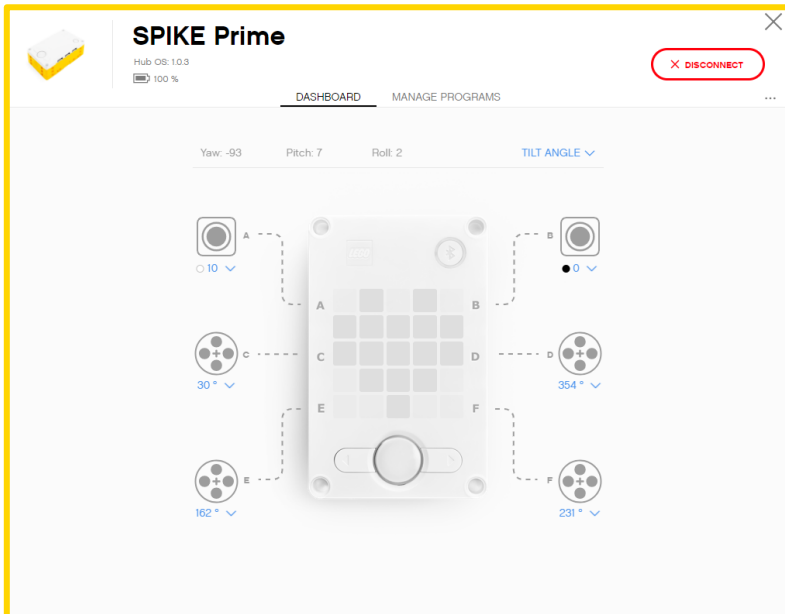 SPIKE Prime
Hub OS: 1.0.3
100 %
DISCONNECT
DASHBOARD MANAGE PROGRAMS
...
Yaw: -93 Pitch: 7 Roll: 2 TILT ANGLE
A B
10 0
A B
C C D D
30 ° 354 °
E F
E F
162 ° 231 °